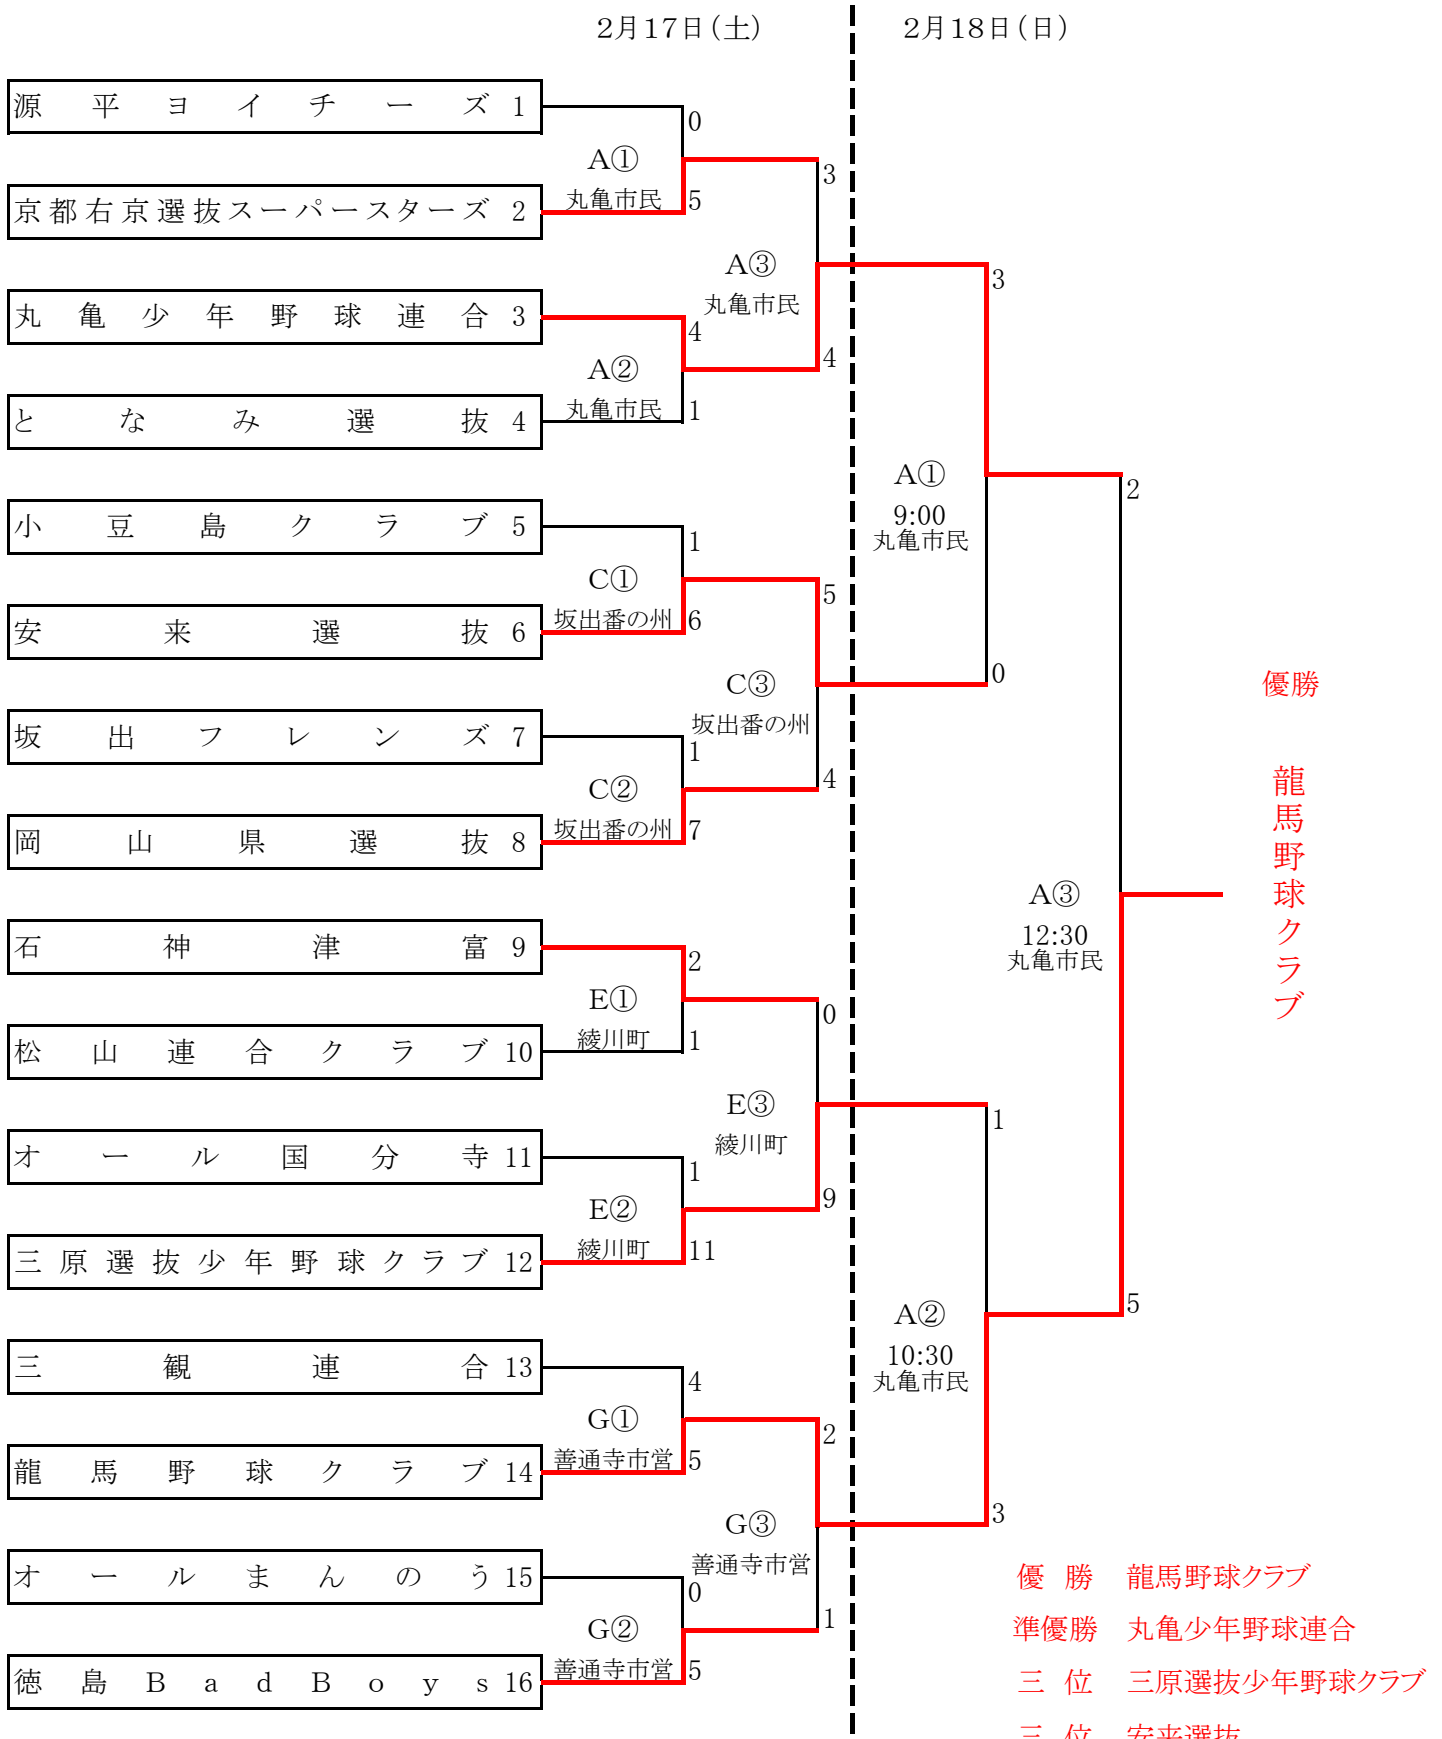 2月17日(土)
2月18日(日)
源平ヨイチーズ 1
0
A①
丸亀市民
3
京都右京選抜スーパースターズ 2
5
A③
丸亀市民
3
丸亀少年野球連合 3
4
A②
丸亀市民
4
となみ選抜 4
1
A①
9:00
丸亀市民
2
小豆島クラブ 5
1
C①
坂出番の州
5
安来選抜 6
6
C③
坂出番の州
0
坂出フレンズ 7
1
C②
坂出番の州
4
岡山県選抜 8
7
A③
12:30
丸亀市民
優勝
龍馬野球クラブ
石神津富 9
2
E①
綾川町
0
松山連合クラブ 10
1
E③
綾川町
1
オール国分寺 11
1
E②
綾川町
9
三原選抜少年野球クラブ 12
11
A②
10:30
丸亀市民
5
三観連合 13
4
G①
善通寺市営
2
龍馬野球クラブ 14
5
G③
善通寺市営
3
オールまんのう 15
0
G②
善通寺市営
1
徳島BadBoys 16
5
優 勝 龍馬野球クラブ
準優勝 丸亀少年野球連合
三 位 三原選抜少年野球クラブ
三 位 安来選抜